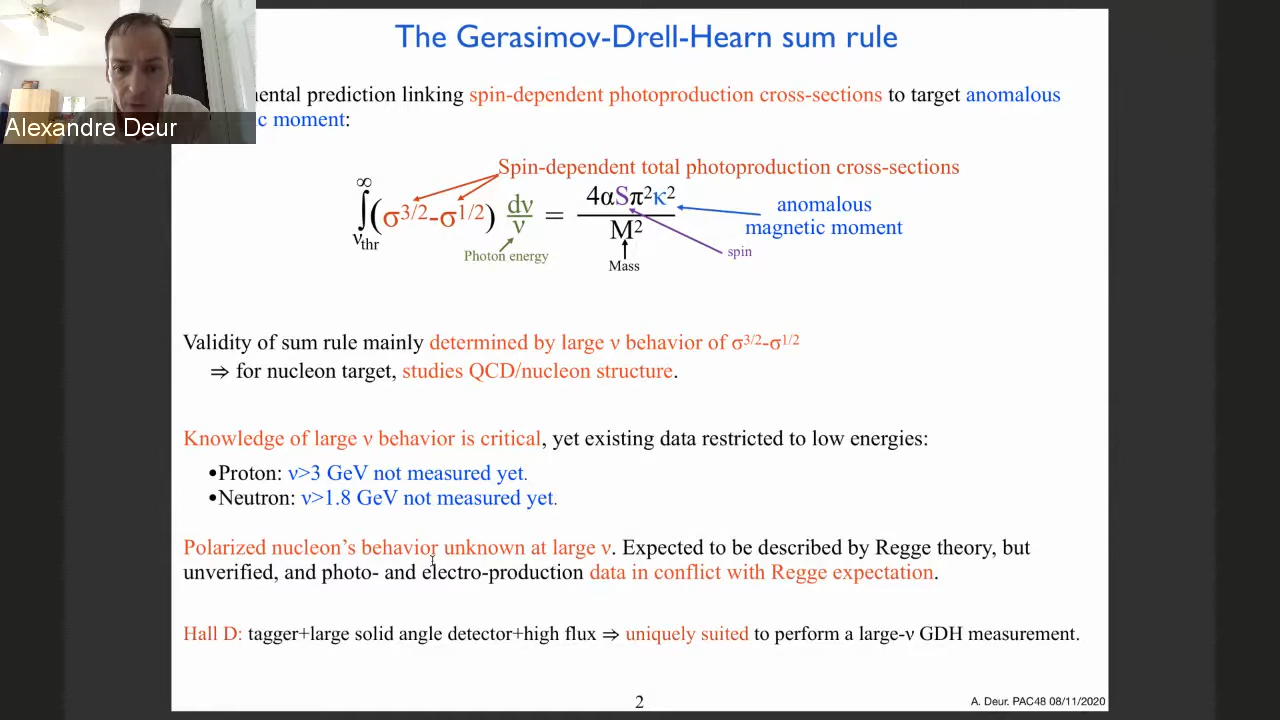 The Gerasimov-Drell-Hearn sum rule
mental prediction linking spin-dependent photoproduction cross-sections to target anomalous
c moment:
Alexandre Deur
Spin-dependent total photoproduction cross-sections
∫_{ν_thr}^{∞} (σ^{3/2}-σ^{1/2}) dν/ν = 4αSπ²κ²/M²
anomalous
magnetic moment
Photon energy
spin
Mass
Validity of sum rule mainly determined by large ν behavior of σ^{3/2}-σ^{1/2}
⇒ for nucleon target, studies QCD/nucleon structure.
Knowledge of large ν behavior is critical, yet existing data restricted to low energies:
•Proton: ν>3 GeV not measured yet.
•Neutron: ν>1.8 GeV not measured yet.
Polarized nucleon's behavior unknown at large ν. Expected to be described by Regge theory, but
unverified, and photo- and electro-production data in conflict with Regge expectation.
Hall D: tagger+large solid angle detector+high flux ⇒ uniquely suited to perform a large-ν GDH measurement.
2
A. Deur. PAC48 08/11/2020